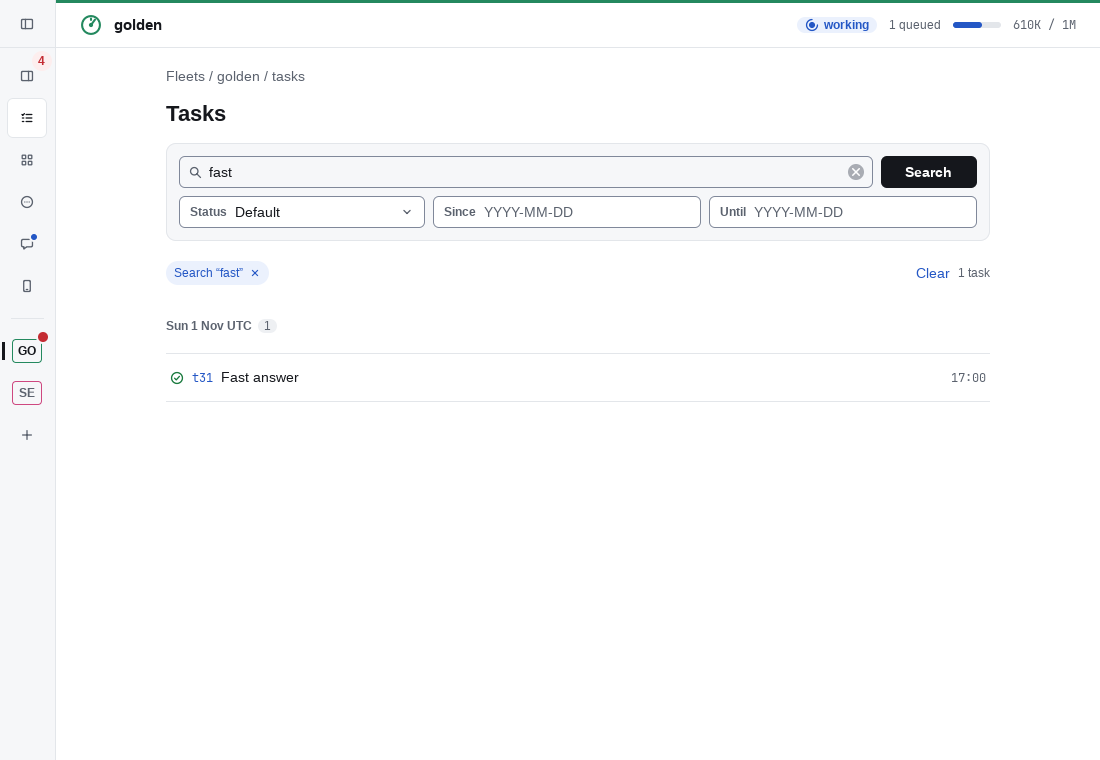 golden
working
1 queued
610K / 1M
4
Fleets / golden / tasks
Tasks
fast
Search
Status Default
Since YYYY-MM-DD
Until YYYY-MM-DD
Search “fast” ×
Clear 1 task
Sun 1 Nov UTC 1
GO
t31 Fast answer 17:00
SE